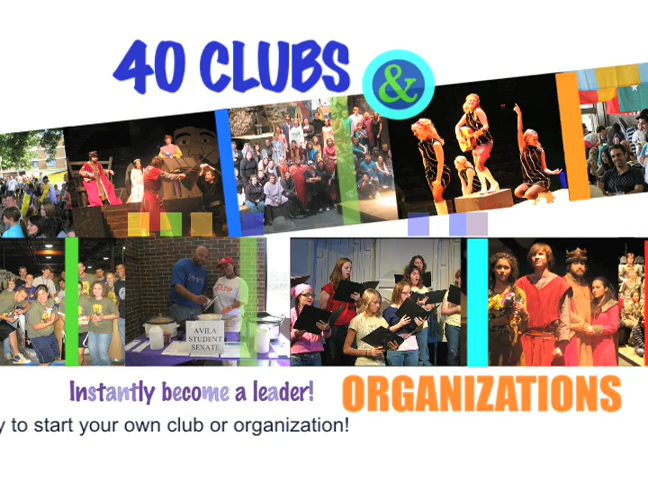 40 CLUBS
&
AVILA
STUDENT
SENATE
Instantly become a leader!
ORGANIZATIONS
y to start your own club or organization!